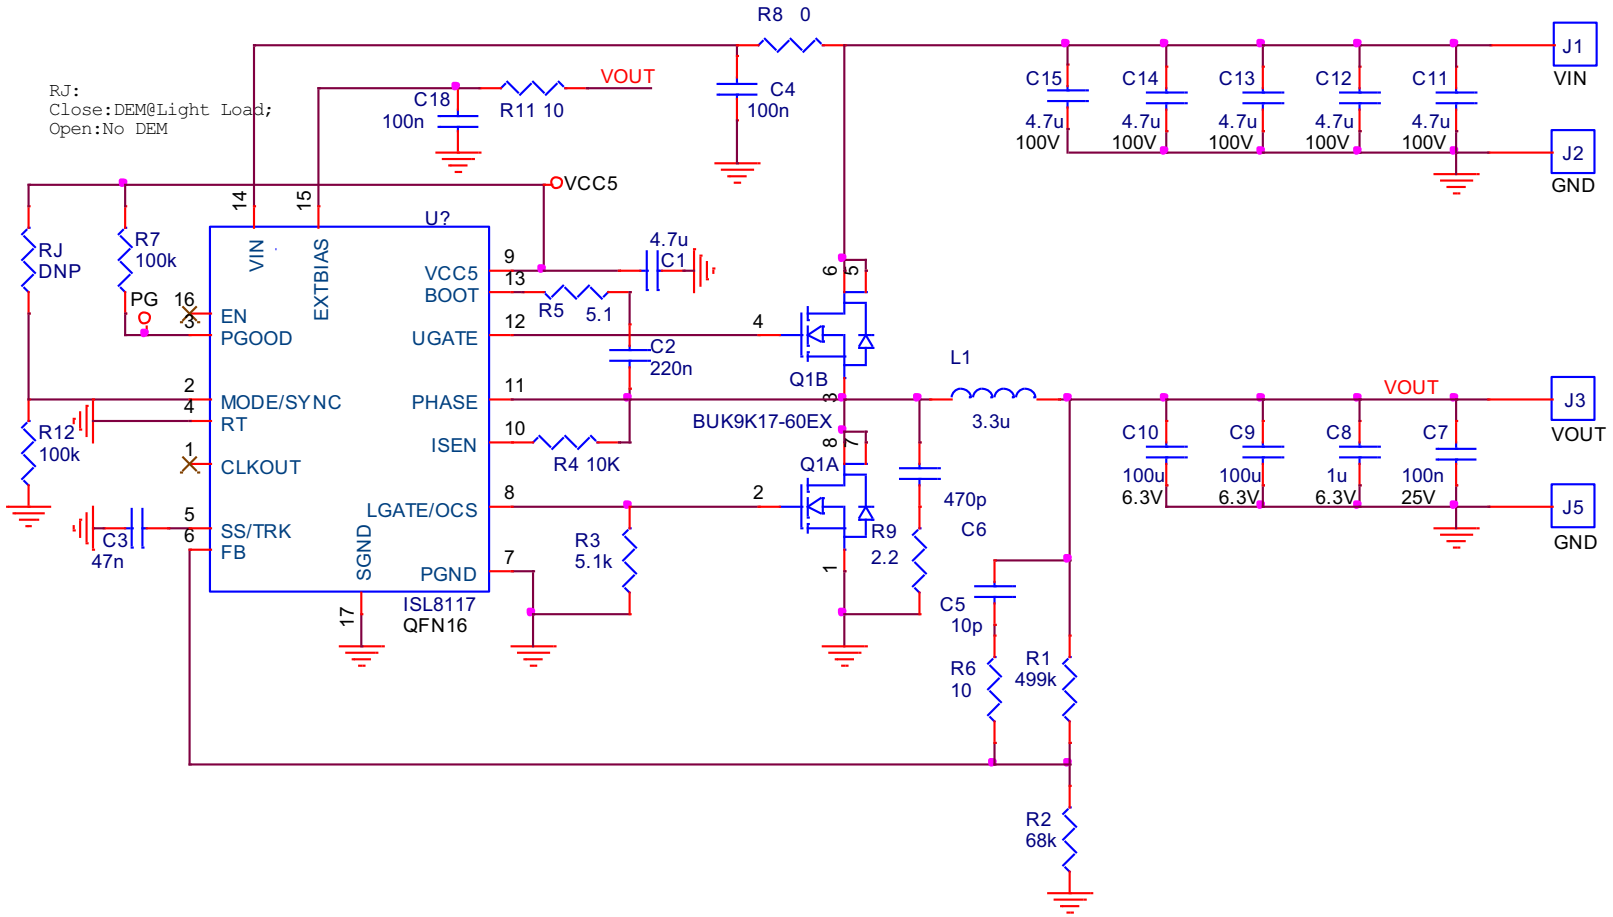 R8 0
J1
VIN
RJ:
Close:DEM@Light Load;
Open:No DEM
VOUT
C18
100n
R11 10
C4
100n
C15
4.7u
100V
C14
4.7u
100V
C13
4.7u
100V
C12
4.7u
100V
C11
4.7u
100V
J2
GND
VCC5
14
15
U?
RJ
DNP
R7
100k
PG
VIN
EXTBIAS
16
EN
3
PGOOD
2
MODE/SYNC
4
RT
R12
100k
1
CLKOUT
5
SS/TRK
6
FB
C3
47n
SGND
17
9
VCC5
13
BOOT
12
UGATE
11
PHASE
10
ISEN
8
LGATE/OCS
7
PGND
ISL8117
QFN16
4.7u
C1
R5
5.1
C2
220n
R4 10K
R3
5.1k
6
5
4
Q1B
3
BUK9K17-60EX
8
7
Q1A
2
1
L1
3.3u
470p
C6
R9
2.2
C5
10p
R6
10
R1
499k
R2
68k
VOUT
C10
100u
6.3V
C9
100u
6.3V
C8
1u
6.3V
C7
100n
25V
J3
VOUT
J5
GND